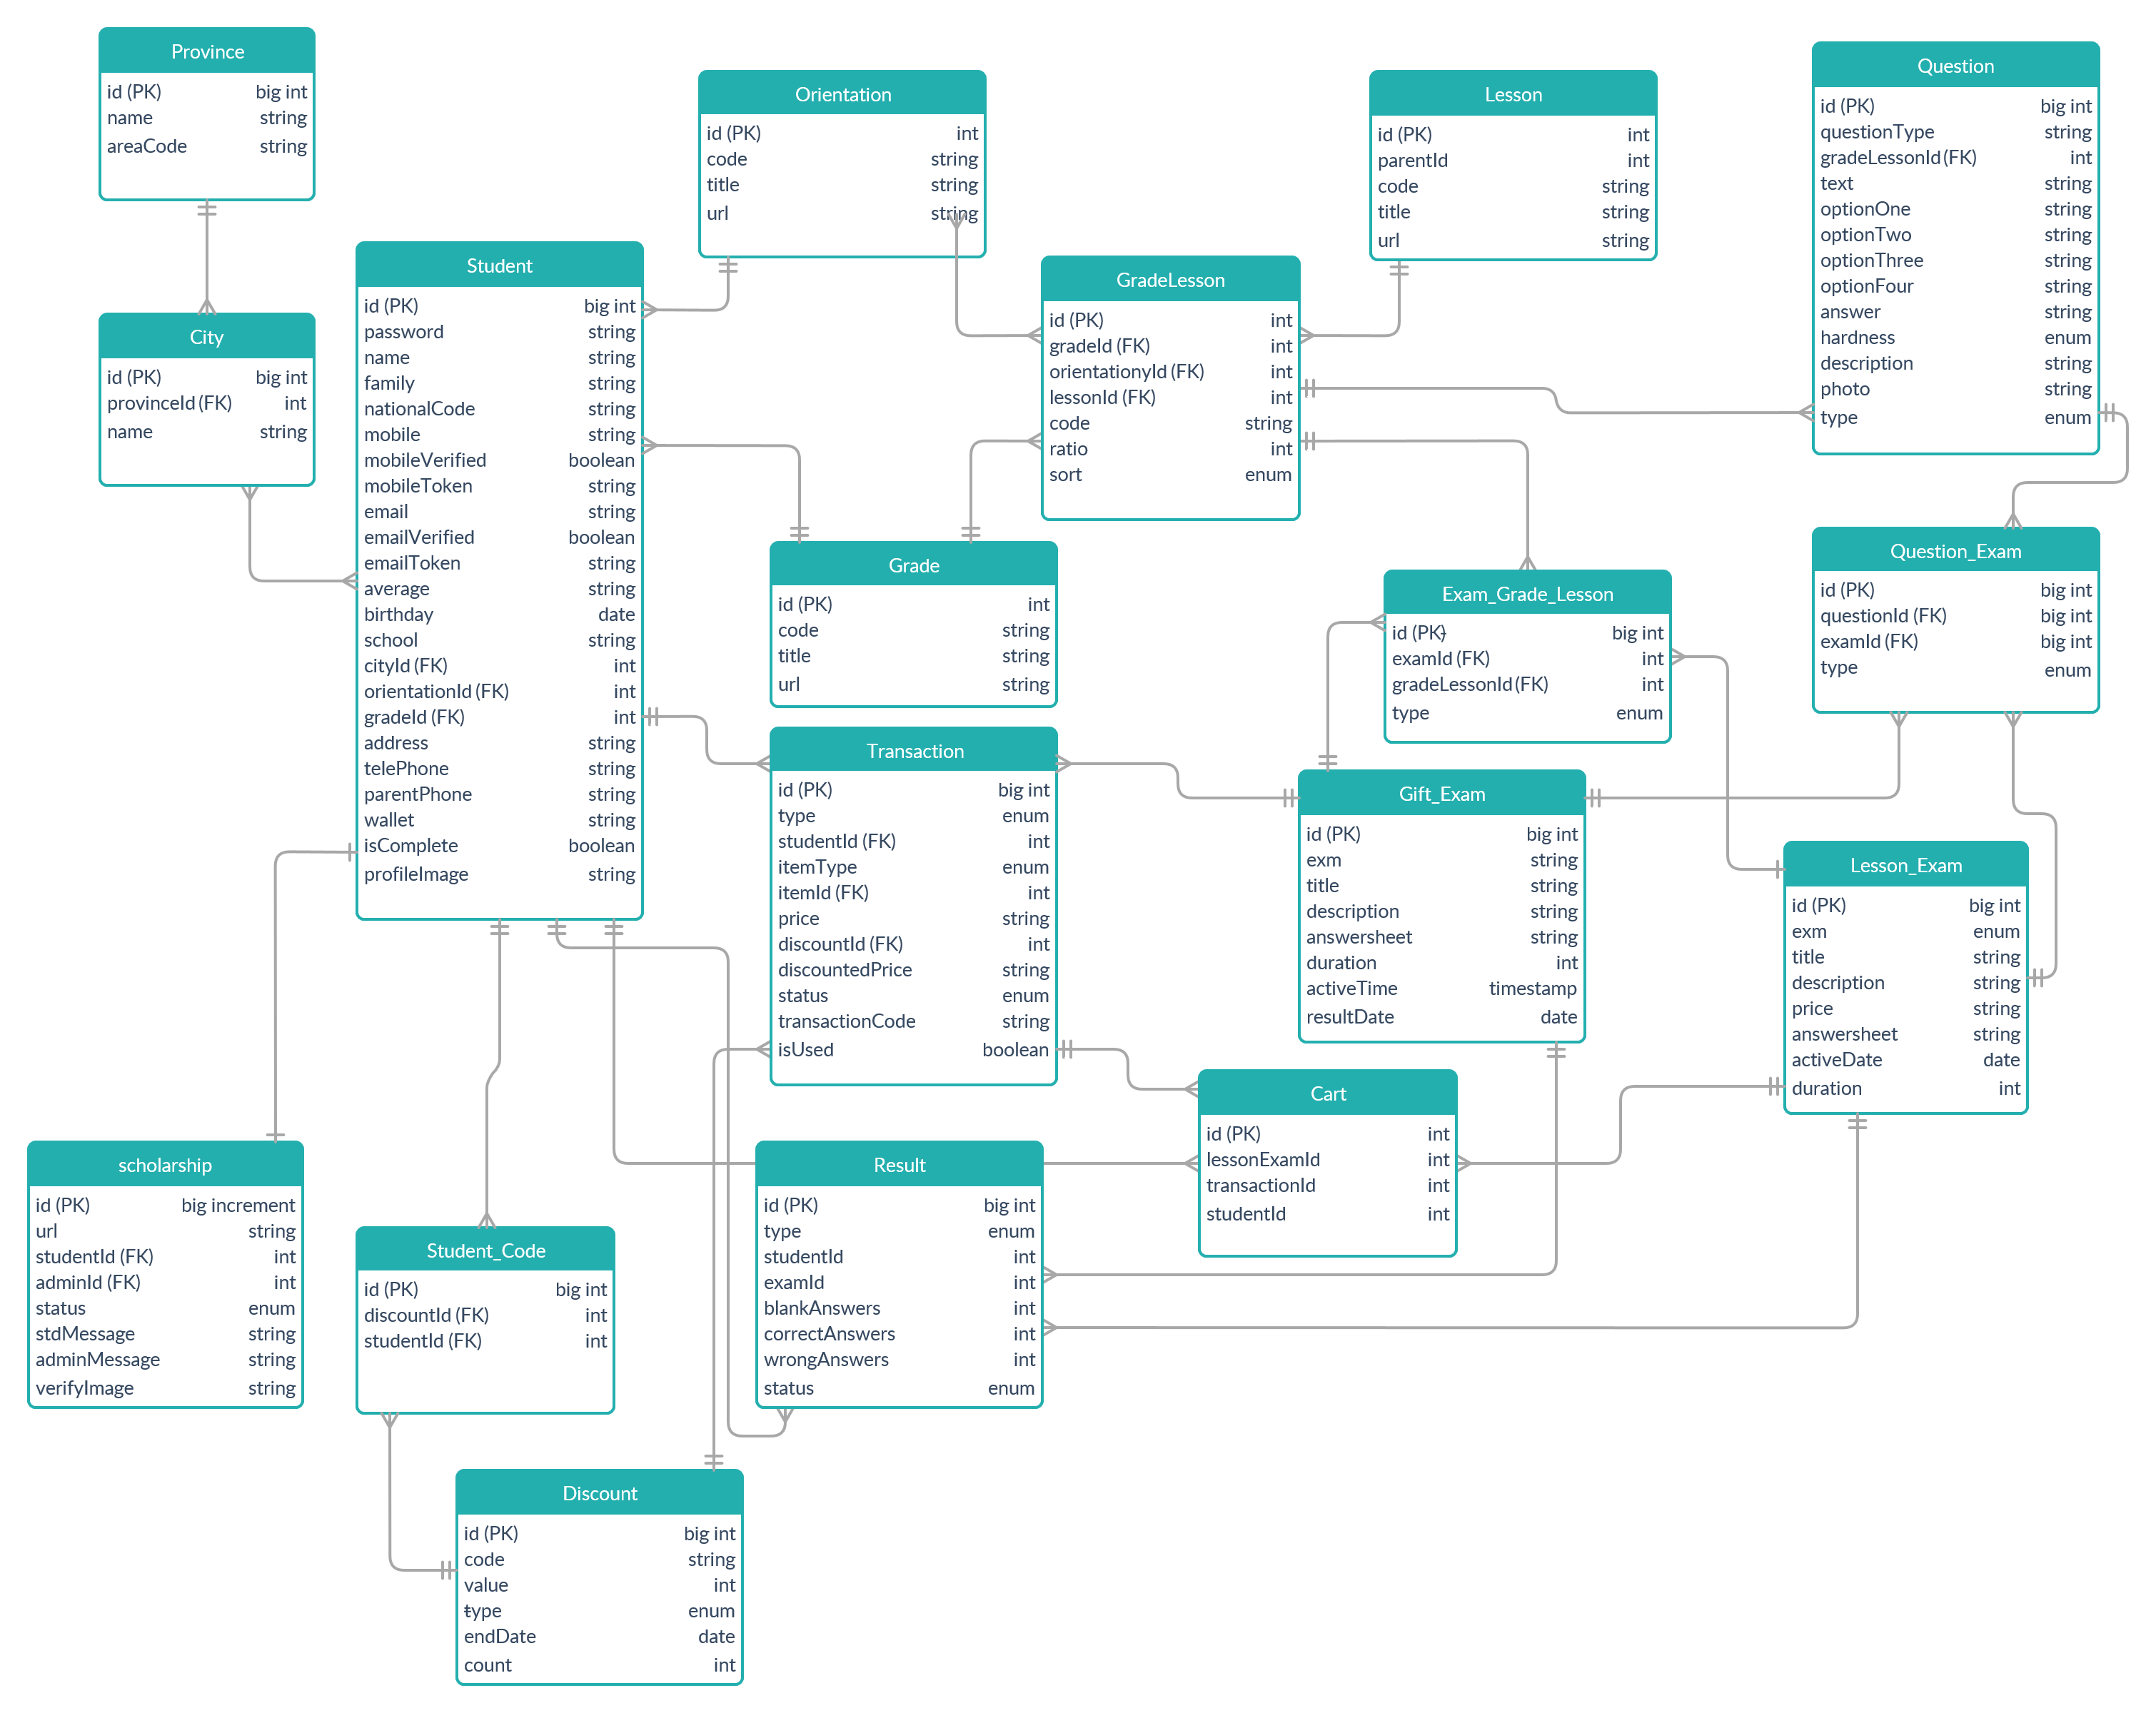 Province
id (PK) big int
name string
areaCode string
City
id (PK) big int
provinceId (FK) int
name string
Student
id (PK) big int
password string
name string
family string
nationalCode string
mobile string
mobileVerified boolean
mobileToken string
email string
emailVerified boolean
emailToken string
average string
birthday date
school string
cityId (FK) int
orientationId (FK) int
gradeId (FK) int
address string
telePhone string
parentPhone string
wallet string
isComplete boolean
profileImage string
Orientation
id (PK) int
code string
title string
url string
GradeLesson
id (PK) int
gradeId (FK) int
orientationyId (FK) int
lessonId (FK) int
code string
ratio int
sort enum
Lesson
id (PK) int
parentId int
code string
title string
url string
Question
id (PK) big int
questionType string
gradeLessonId (FK) int
text string
optionOne string
optionTwo string
optionThree string
optionFour string
answer string
hardness enum
description string
photo string
type enum
Grade
id (PK) int
code string
title string
url string
Exam_Grade_Lesson
id (PK) big int
examId (FK) int
gradeLessonId (FK) int
type enum
Question_Exam
id (PK) big int
questionId (FK) big int
examId (FK) big int
type enum
Transaction
id (PK) big int
type enum
studentId (FK) int
itemType enum
itemId (FK) int
price string
discountId (FK) int
discountedPrice string
status enum
transactionCode string
isUsed boolean
Gift_Exam
id (PK) big int
exm string
title string
description string
answersheet string
duration int
activeTime timestamp
resultDate date
Lesson_Exam
id (PK) big int
exm enum
title string
description string
price string
answersheet string
activeDate date
duration int
Cart
id (PK) int
lessonExamId int
transactionId int
studentId int
scholarship
id (PK) big increment
url string
studentId (FK) int
adminId (FK) int
status enum
stdMessage string
adminMessage string
verifyImage string
Student_Code
id (PK) big int
discountId (FK) int
studentId (FK) int
Result
id (PK) big int
type enum
studentId int
examId int
blankAnswers int
correctAnswers int
wrongAnswers int
status enum
Discount
id (PK) big int
code string
value int
type enum
endDate date
count int